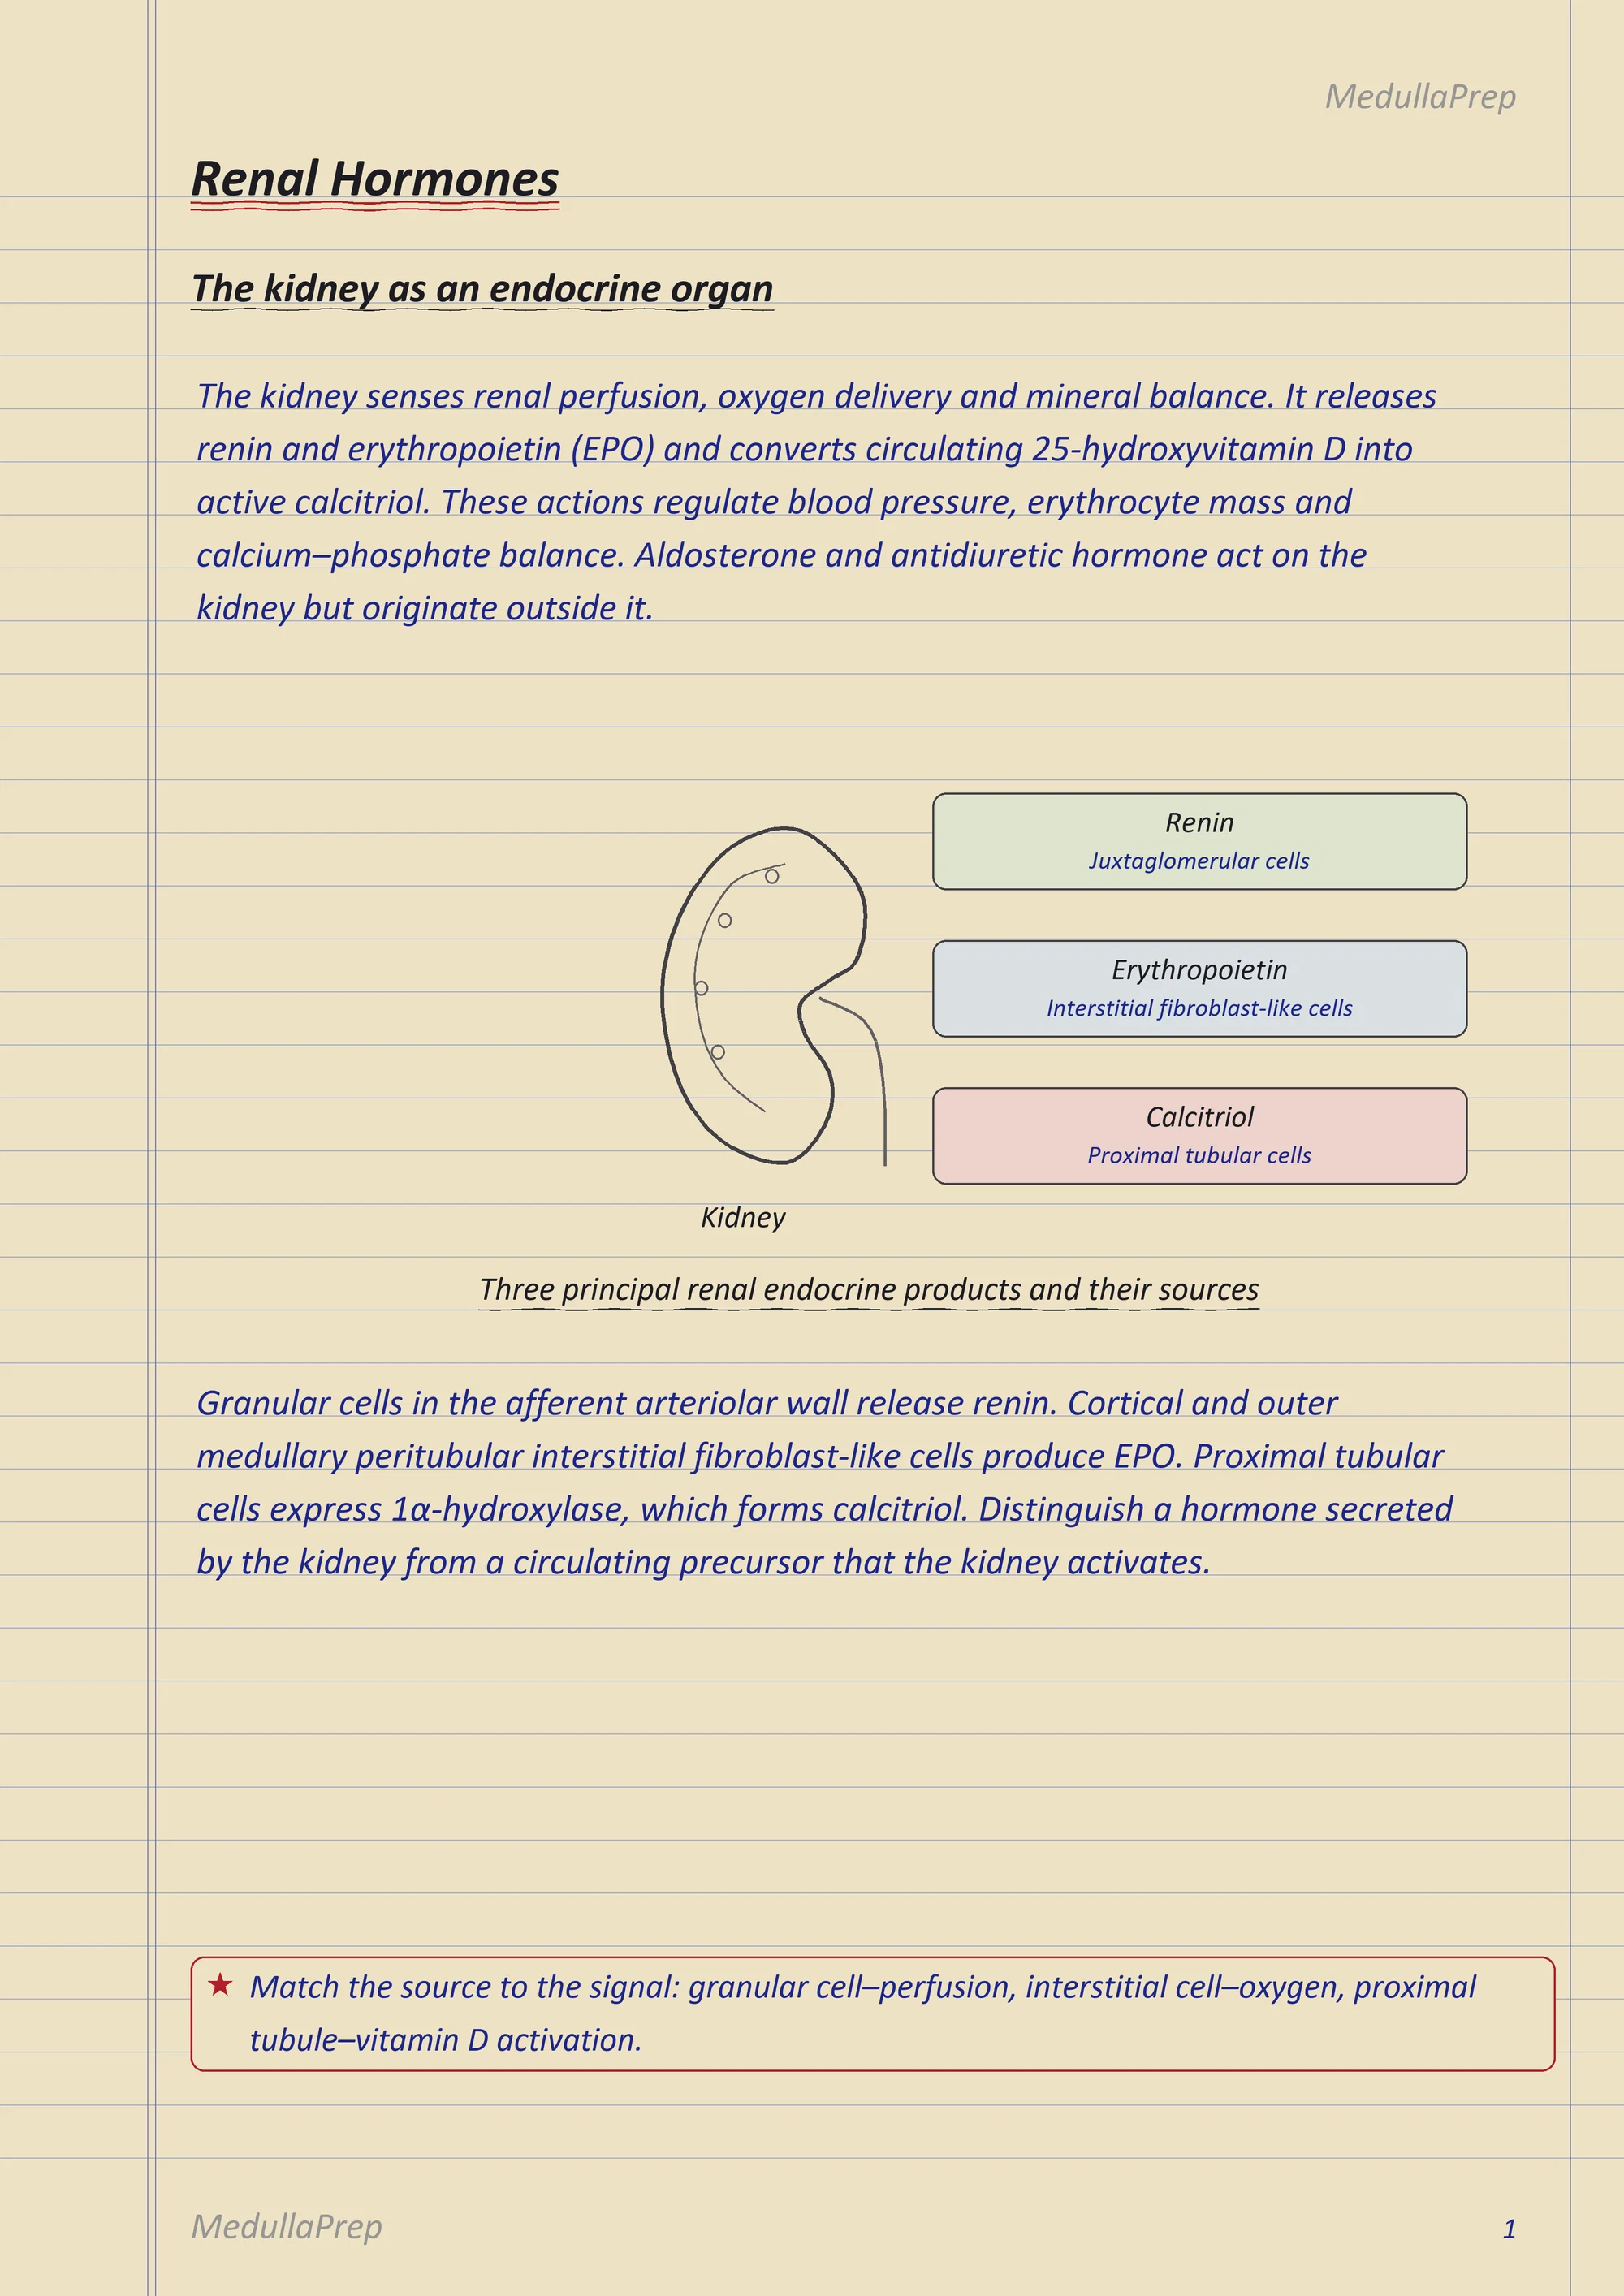 MedullaPrep
Renal Hormones
The kidney as an endocrine organ
The kidney senses renal perfusion, oxygen delivery and mineral balance. It releases
renin and erythropoietin (EPO) and converts circulating 25-hydroxyvitamin D into
active calcitriol. These actions regulate blood pressure, erythrocyte mass and
calcium–phosphate balance. Aldosterone and antidiuretic hormone act on the
kidney but originate outside it.
Renin
Juxtaglomerular cells
Erythropoietin
Interstitial fibroblast-like cells
Calcitriol
Proximal tubular cells
Kidney
Three principal renal endocrine products and their sources
Granular cells in the afferent arteriolar wall release renin. Cortical and outer
medullary peritubular interstitial fibroblast-like cells produce EPO. Proximal tubular
cells express 1α-hydroxylase, which forms calcitriol. Distinguish a hormone secreted
by the kidney from a circulating precursor that the kidney activates.
★ Match the source to the signal: granular cell–perfusion, interstitial cell–oxygen, proximal
tubule–vitamin D activation.
MedullaPrep
1